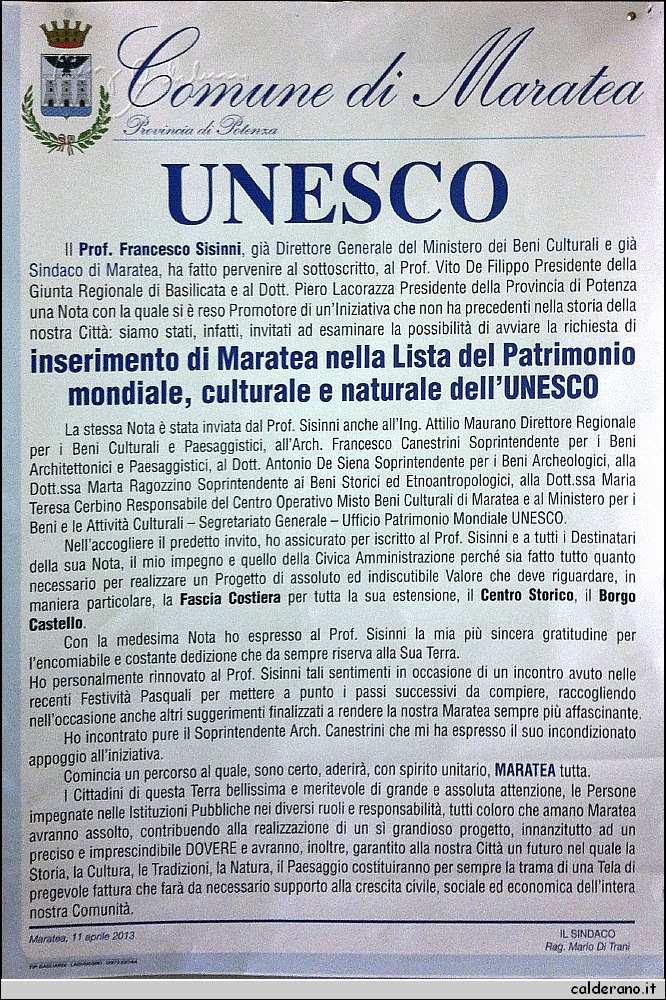 Comune di Maratea
Provincia di Potenza
UNESCO
Il Prof. Francesco Sisinni, già Direttore Generale del Ministero dei Beni Culturali e già
Sindaco di Maratea, ha fatto pervenire al sottoscritto, al Prof. Vito De Filippo Presidente della
Giunta Regionale di Basilicata e al Dott. Piero Lacorazza Presidente della Provincia di Potenza
una Nota con la quale si è reso Promotore di un'Iniziativa che non ha precedenti nella storia della
nostra Città: siamo stati, infatti, invitati ad esaminare la possibilità di avviare la richiesta di
inserimento di Maratea nella Lista del Patrimonio
mondiale, culturale e naturale dell'UNESCO
La stessa Nota è stata inviata dal Prof. Sisinni anche all'Ing. Attilio Maurano Direttore Regionale
per i Beni Culturali e Paesaggistici, all'Arch. Francesco Canestrini Soprintendente per i Beni
Architettonici e Paesaggistici, al Dott. Antonio De Siena Soprintendente per i Beni Archeologici, alla
Dott.ssa Marta Ragozzino Soprintendente ai Beni Storici ed Etnoantropologici, alla Dott.ssa Maria
Teresa Cerbino Responsabile del Centro Operativo Misto Beni Culturali di Maratea e al Ministero per i
Beni e le Attività Culturali – Segretariato Generale – Ufficio Patrimonio Mondiale UNESCO.
Nell'accogliere il predetto invito, ho assicurato per iscritto al Prof. Sisinni e a tutti i Destinatari
della sua Nota, il mio impegno e quello della Civica Amministrazione perché sia fatto tutto quanto
necessario per realizzare un Progetto di assoluto ed indiscutibile Valore che deve riguardare, in
maniera particolare, la Fascia Costiera per tutta la sua estensione, il Centro Storico, il Borgo
Castello.
Con la medesima Nota ho espresso al Prof. Sisinni la mia più sincera gratitudine per
l'encomiabile e costante dedizione che da sempre riserva alla Sua Terra.
Ho personalmente rinnovato al Prof. Sisinni tali sentimenti in occasione di un incontro avuto nelle
recenti Festività Pasquali per mettere a punto i passi successivi da compiere, raccogliendo
nell'occasione anche altri suggerimenti finalizzati a rendere la nostra Maratea sempre più affascinante.
Ho incontrato pure il Soprintendente Arch. Canestrini che mi ha espresso il suo incondizionato
appoggio all'iniziativa.
Comincia un percorso al quale, sono certo, aderirà, con spirito unitario, MARATEA tutta.
I Cittadini di questa Terra bellissima e meritevole di grande e assoluta attenzione, le Persone
impegnate nelle Istituzioni Pubbliche nei diversi ruoli e responsabilità, tutti coloro che amano Maratea
avranno assolto, contribuendo alla realizzazione di un sì grandioso progetto, innanzitutto ad un
preciso e imprescindibile DOVERE e avranno, inoltre, garantito alla nostra Città un futuro nel quale la
Storia, la Cultura, le Tradizioni, la Natura, il Paesaggio costituiranno per sempre la trama di una Tela di
pregevole fattura che farà da necessario supporto alla crescita civile, sociale ed economica dell'intera
nostra Comunità.
Maratea, 11 aprile 2013
IL SINDACO
Rag. Mario Di Trani
calderano.it